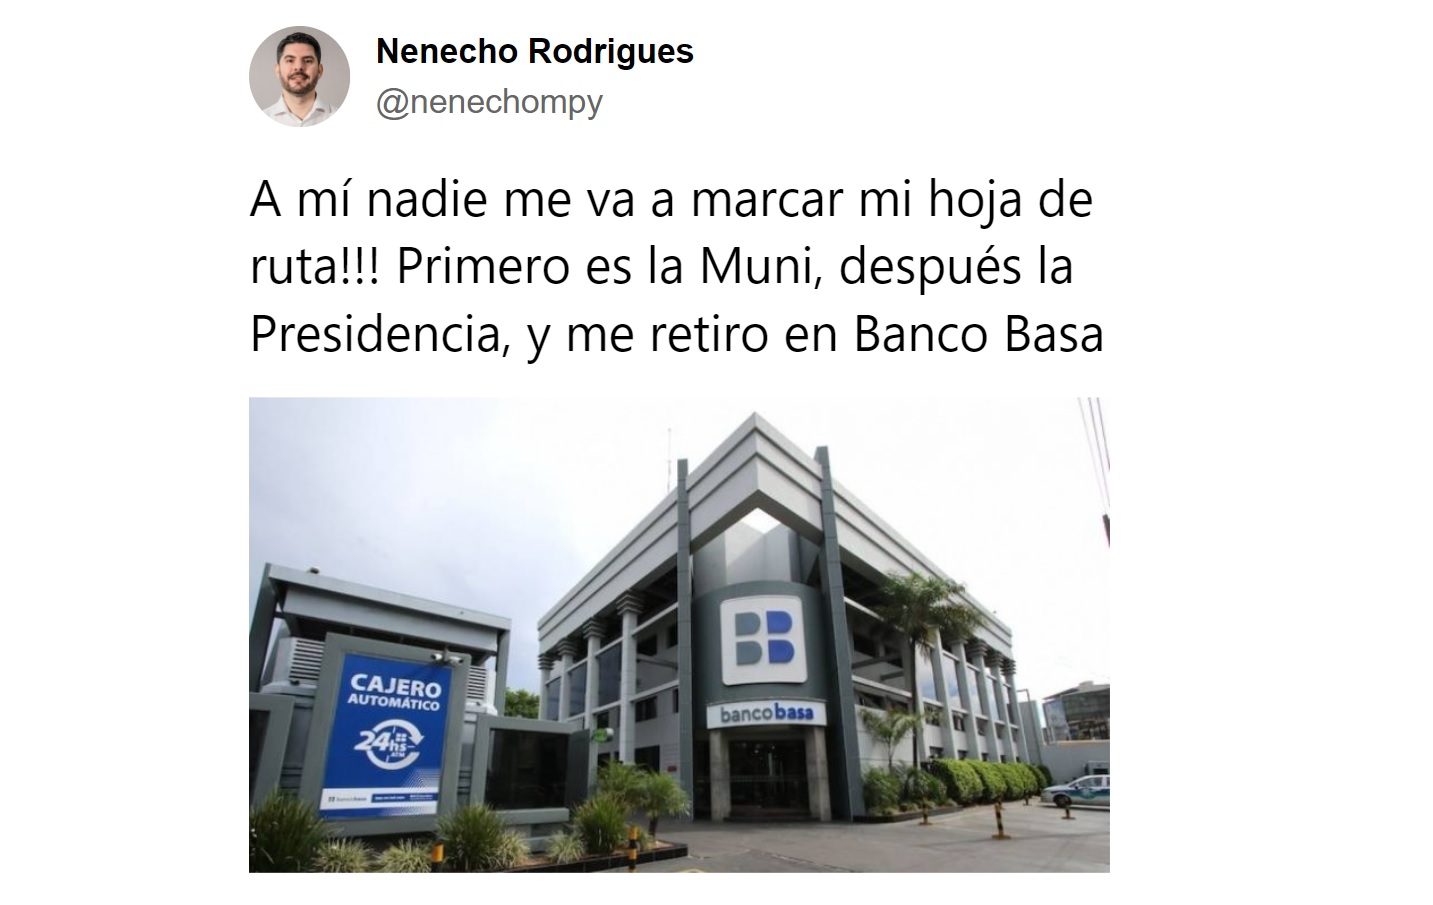 Nenecho Rodrigues
@nenechompy
A mí nadie me va a marcar mi hoja de
ruta!!! Primero es la Muni, después la
Presidencia, y me retiro en Banco Basa
bancobasa
CAJERO
AUTOMÁTICO
24hs
ATM